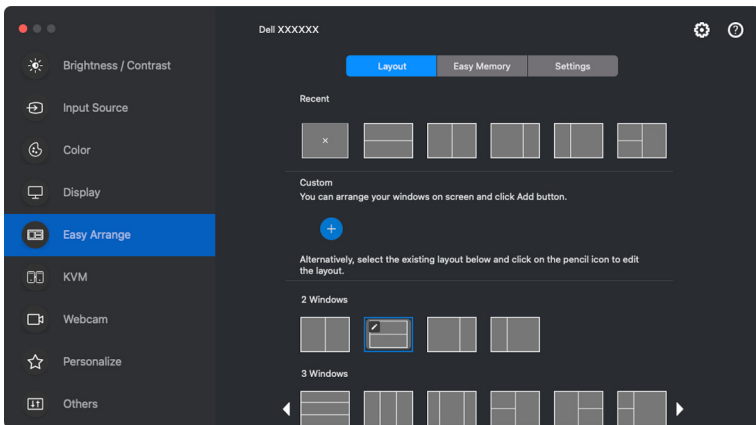 Dell XXXXXX
Brightness / Contrast
Input Source
Color
Display
Easy Arrange
KVM
Webcam
Personalize
Others
Layout
Easy Memory
Settings
Recent
Custom
You can arrange your windows on screen and click Add button.
Alternatively, select the existing layout below and click on the pencil icon to edit
the layout.
2 Windows
3 Windows